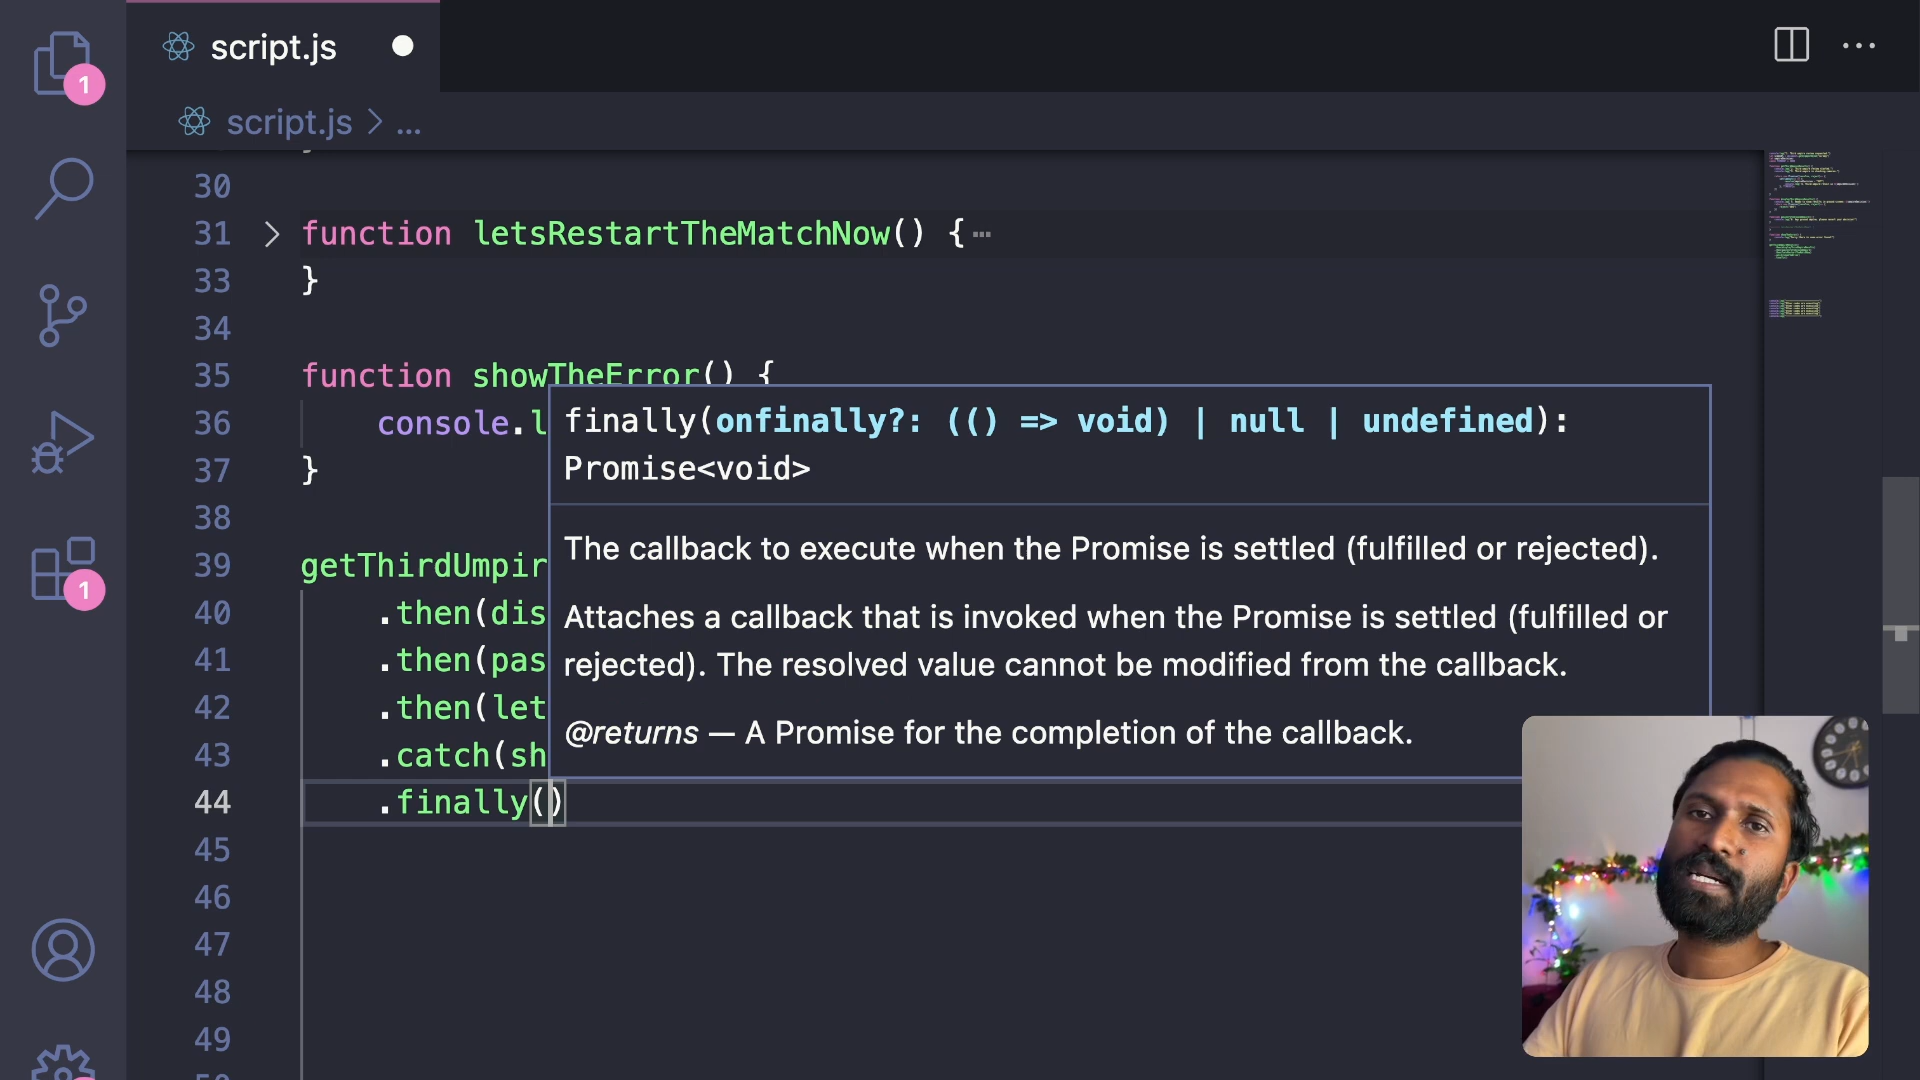 script.js
1
script.js > ...
30
31 function letsRestartTheMatchNow() {…
33 }
34
35 function showTheError() {
36 console.l
37 }
38
39 getThirdUmpir
40 .then(dis
41 .then(pas
42 .then(let
43 .catch(sh
44 .finally()
45
46
47
48
49
finally(onfinally?: (() => void) | null | undefined):
Promise<void>
The callback to execute when the Promise is settled (fulfilled or rejected).
Attaches a callback that is invoked when the Promise is settled (fulfilled or
rejected). The resolved value cannot be modified from the callback.
@returns — A Promise for the completion of the callback.
1